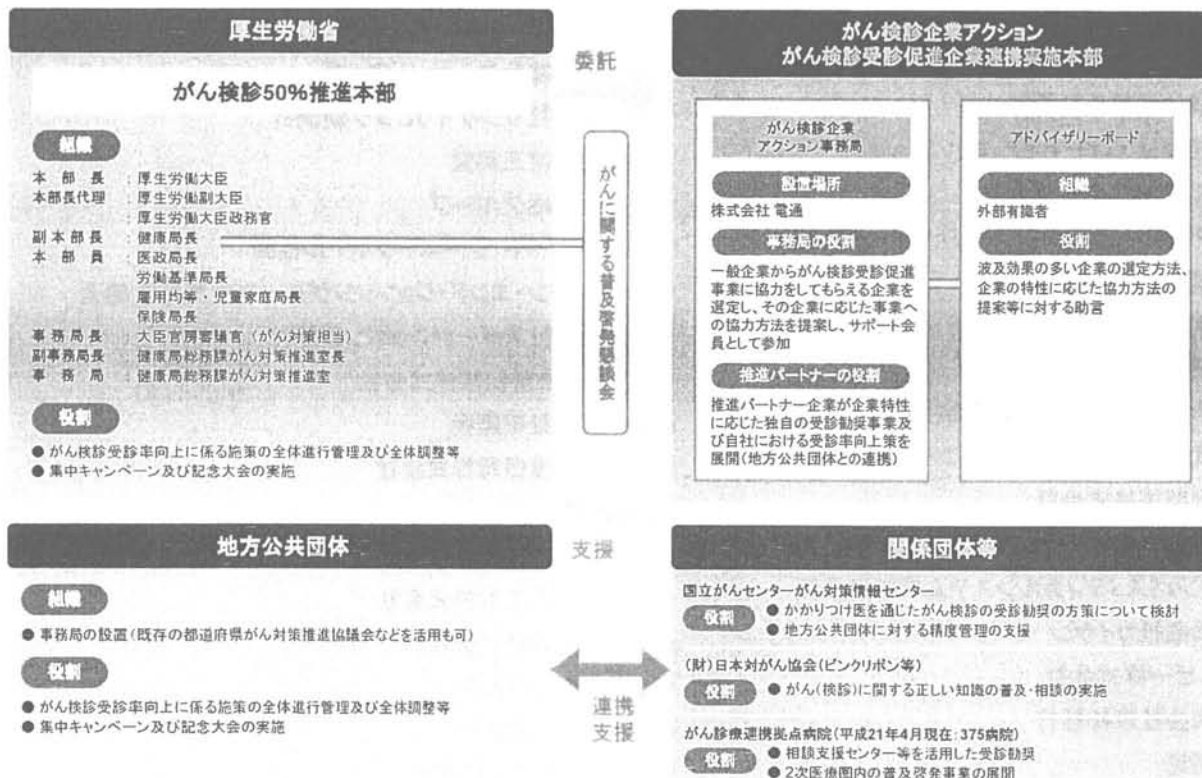 厚生労働省
がん検診50%推進本部
組織
本部長 : 厚生労働大臣
本部長代理 : 厚生労働副大臣
: 厚生労働大臣政務官
副本部長 : 健康局長
本部員 : 医政局長
労働基準局長
雇用均等・児童家庭局長
保険局長
事務局長 : 大臣官房審議官（がん対策担当）
副事務局長 : 健康局総務課がん対策推進室長
事務局 : 健康局総務課がん対策推進室
役割
● がん検診受診率向上に係る施策の全体進行管理及び全体調整等
● 集中キャンペーン及び記念大会の実施
委託
がんに関する普及啓発懇談会
がん検診企業アクション
がん検診受診促進企業連携実施本部
がん検診企業
アクション事務局
設置場所
株式会社 電通
事務局の役割
一般企業からがん検診受診促進
事業に協力をしてもらえる企業を
選定し、その企業に応じた事業へ
の協力方法を提案し、サポート会
員として参加
推進パートナーの役割
推進パートナー企業が企業特性
に応じた独自の受診勧奨事業及
び自社における受診率向上策を
展開(地方公共団体との連携)
アドバイザリーボード
組織
外部有識者
役割
波及効果の多い企業の選定方法、
企業の特性に応じた協力方法の
提案等に対する助言
地方公共団体
組織
● 事務局の設置(既存の都道府県がん対策推進協議会などを活用も可)
役割
● がん検診受診率向上に係る施策の全体進行管理及び全体調整等
● 集中キャンペーン及び記念大会の実施
支援
連携
支援
関係団体等
国立がんセンターがん対策情報センター
役割
● かかりつけ医を通じたがん検診の受診勧奨の方策について検討
● 地方公共団体に対する精度管理の支援
(財)日本対がん協会(ピンクリボン等)
役割
● がん(検診)に関する正しい知識の普及・相談の実施
がん診療連携拠点病院(平成21年4月現在:375病院)
役割
● 相談支援センター等を活用した受診勧奨
● 2次医療圏内の普及啓発事業の展開